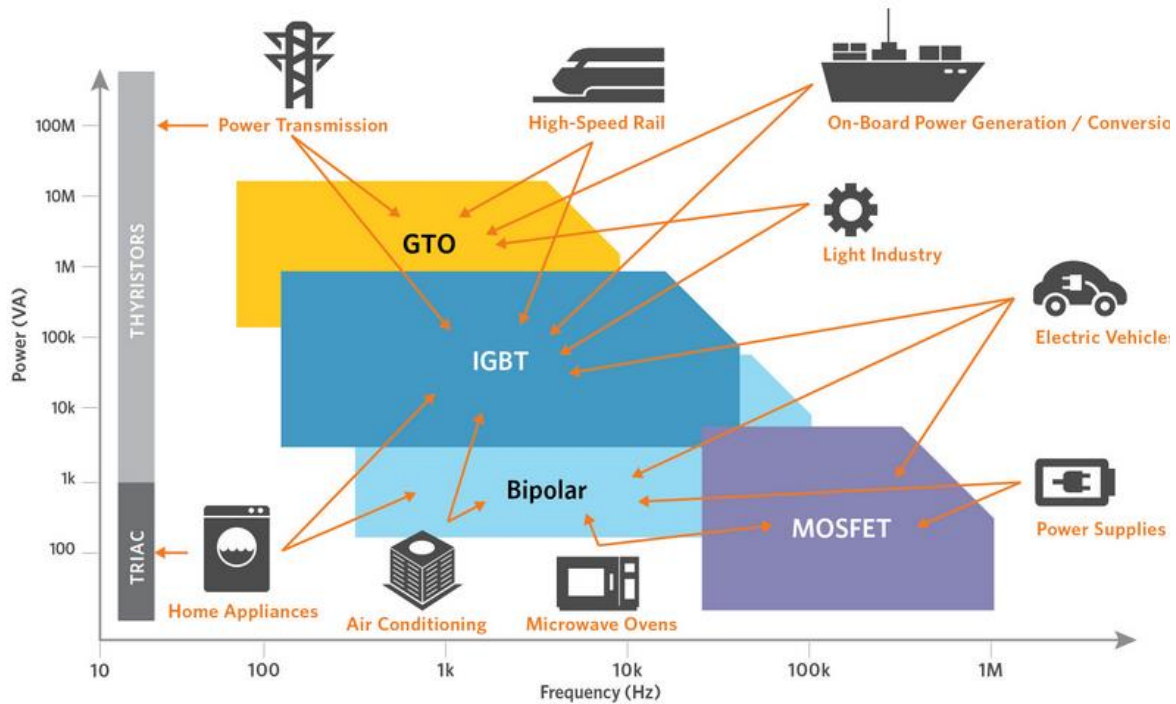 Power Transmission
High-Speed Rail
On-Board Power Generation / Conversio
Light Industry
Electric Vehicles
Power Supplies
Home Appliances
Air Conditioning
Microwave Ovens
THYRISTORS
TRIAC
GTO
IGBT
Bipolar
MOSFET
Power (VA)
100M
10M
1M
100k
10k
1k
100
10
100
1k
10k
100k
1M
Frequency (Hz)